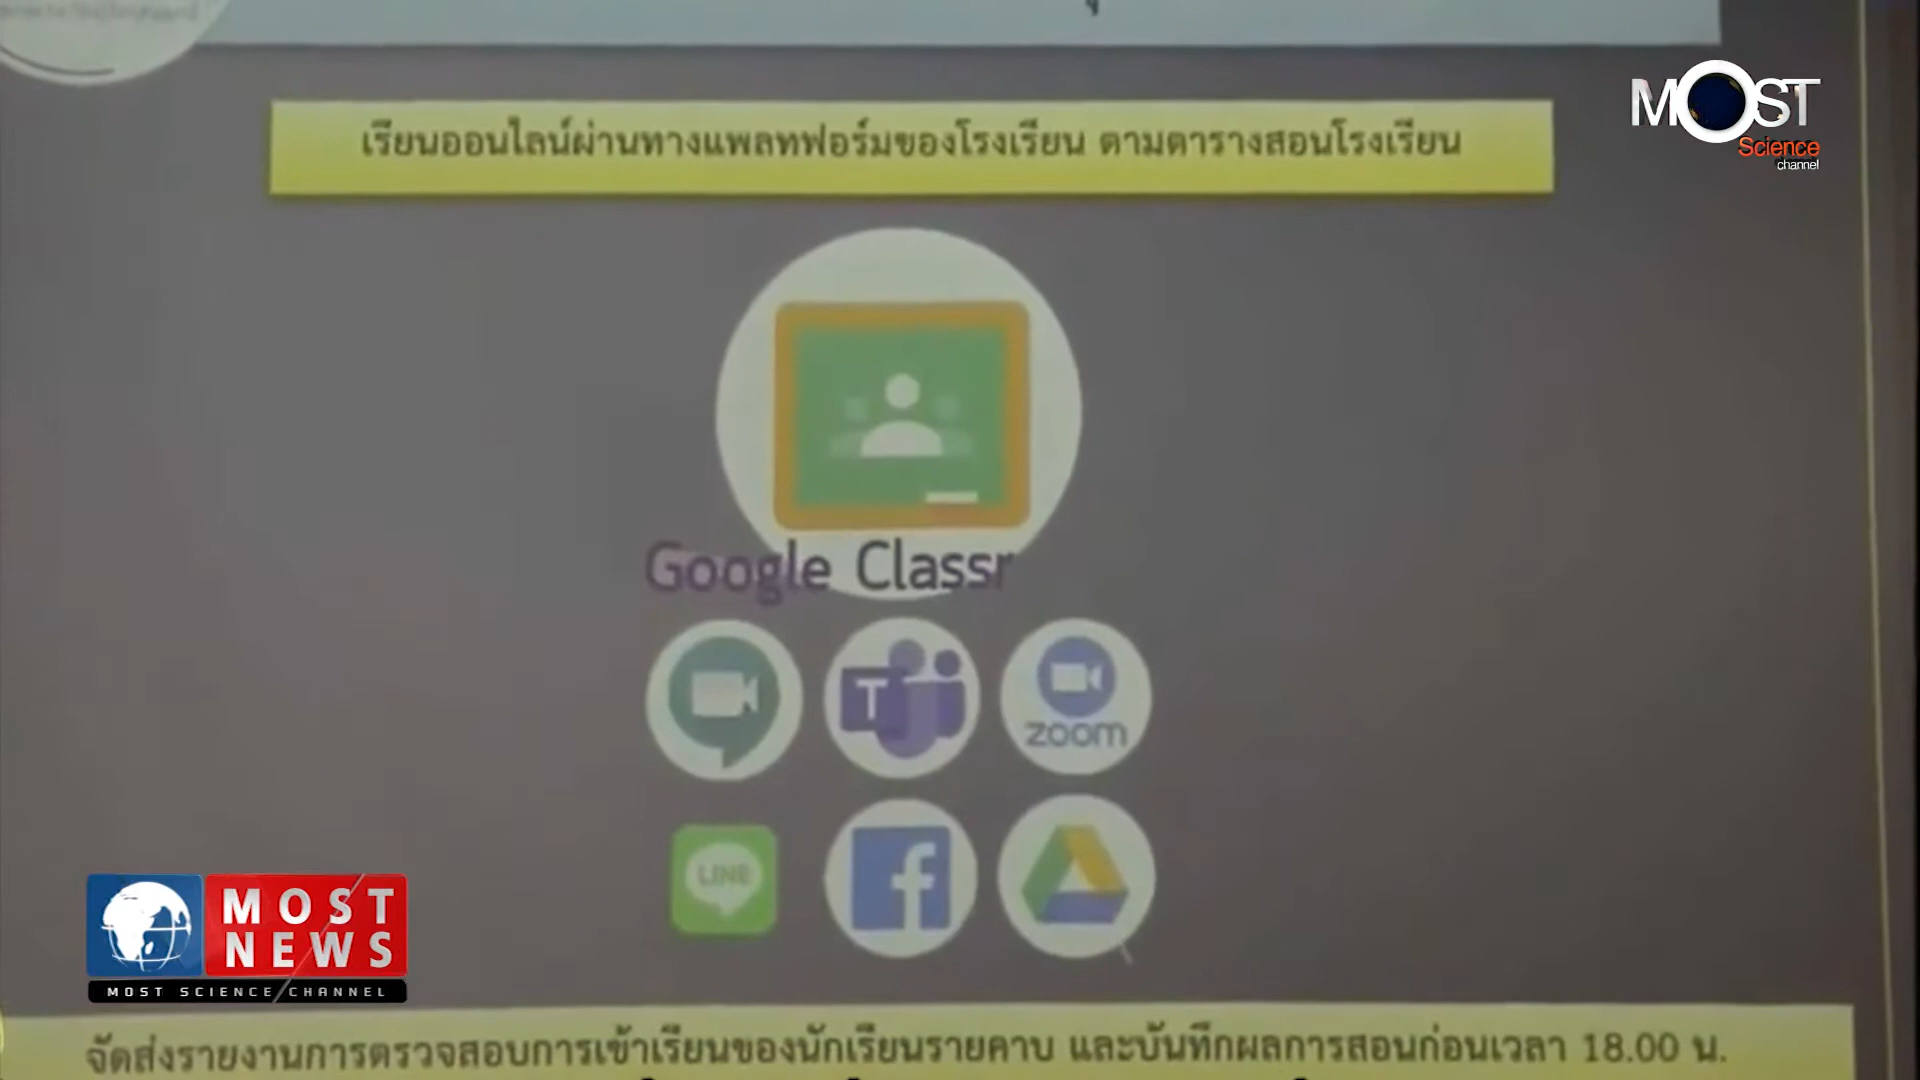 MOST
Science
channel
เรียนออนไลน์ผ่านทางแพลทฟอร์มของโรงเรียน ตามตารางสอนโรงเรียน
Google Classr
T
zoom
LINE
f
MOST
NEWS
MOST SCIENCE CHANNEL
จัดส่งรายงานการตรวจสอบการเข้าเรียนของนักเรียนรายคาบ และบันทึกผลการสอนก่อนเวลา 18.00 น.